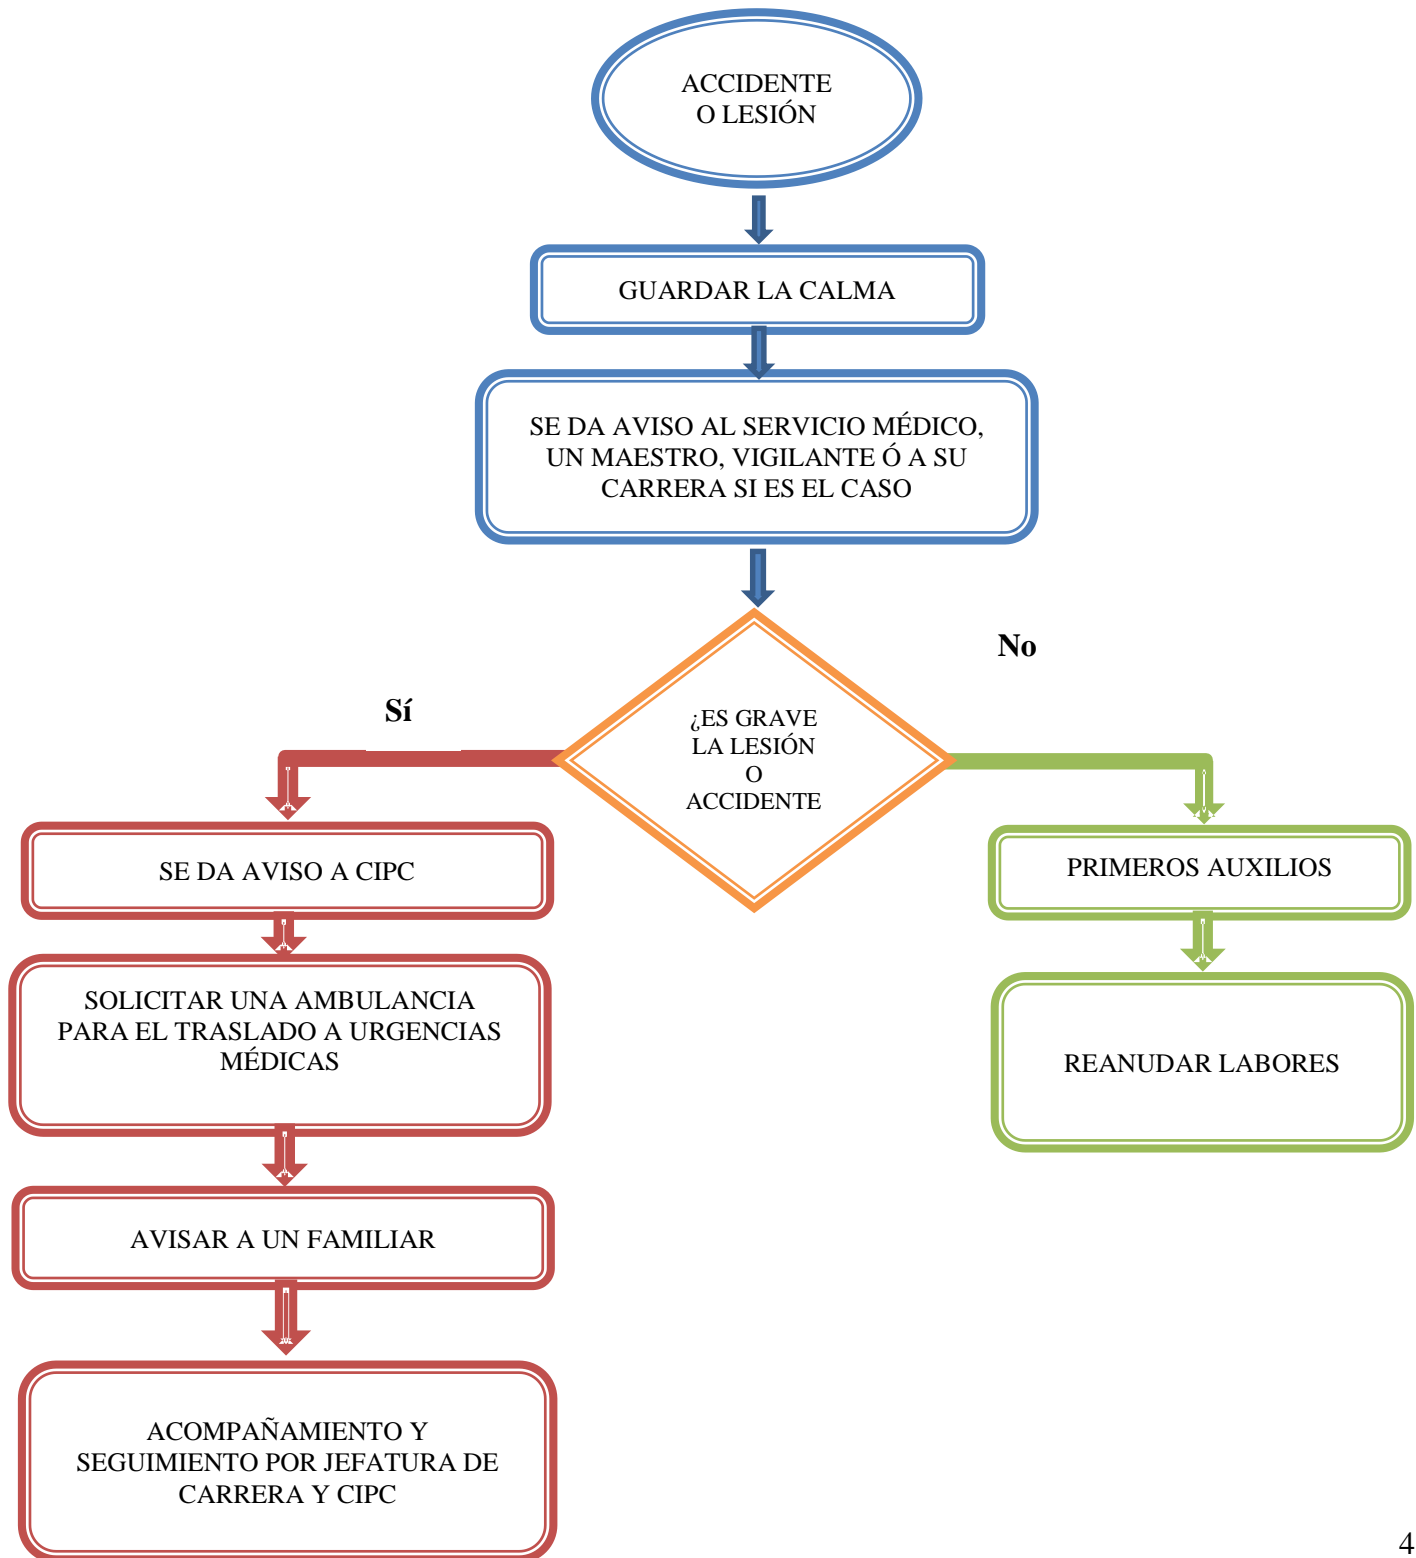 ACCIDENTE
O LESIÓN
GUARDAR LA CALMA
SE DA AVISO AL SERVICIO MÉDICO,
UN MAESTRO, VIGILANTE Ó A SU
CARRERA SI ES EL CASO
No
Sí
¿ES GRAVE
LA LESIÓN
O
ACCIDENTE
SE DA AVISO A CIPC
SOLICITAR UNA AMBULANCIA
PARA EL TRASLADO A URGENCIAS
MÉDICAS
AVISAR A UN FAMILIAR
ACOMPAÑAMIENTO Y
SEGUIMIENTO POR JEFATURA DE
CARRERA Y CIPC
PRIMEROS AUXILIOS
REANUDAR LABORES
4